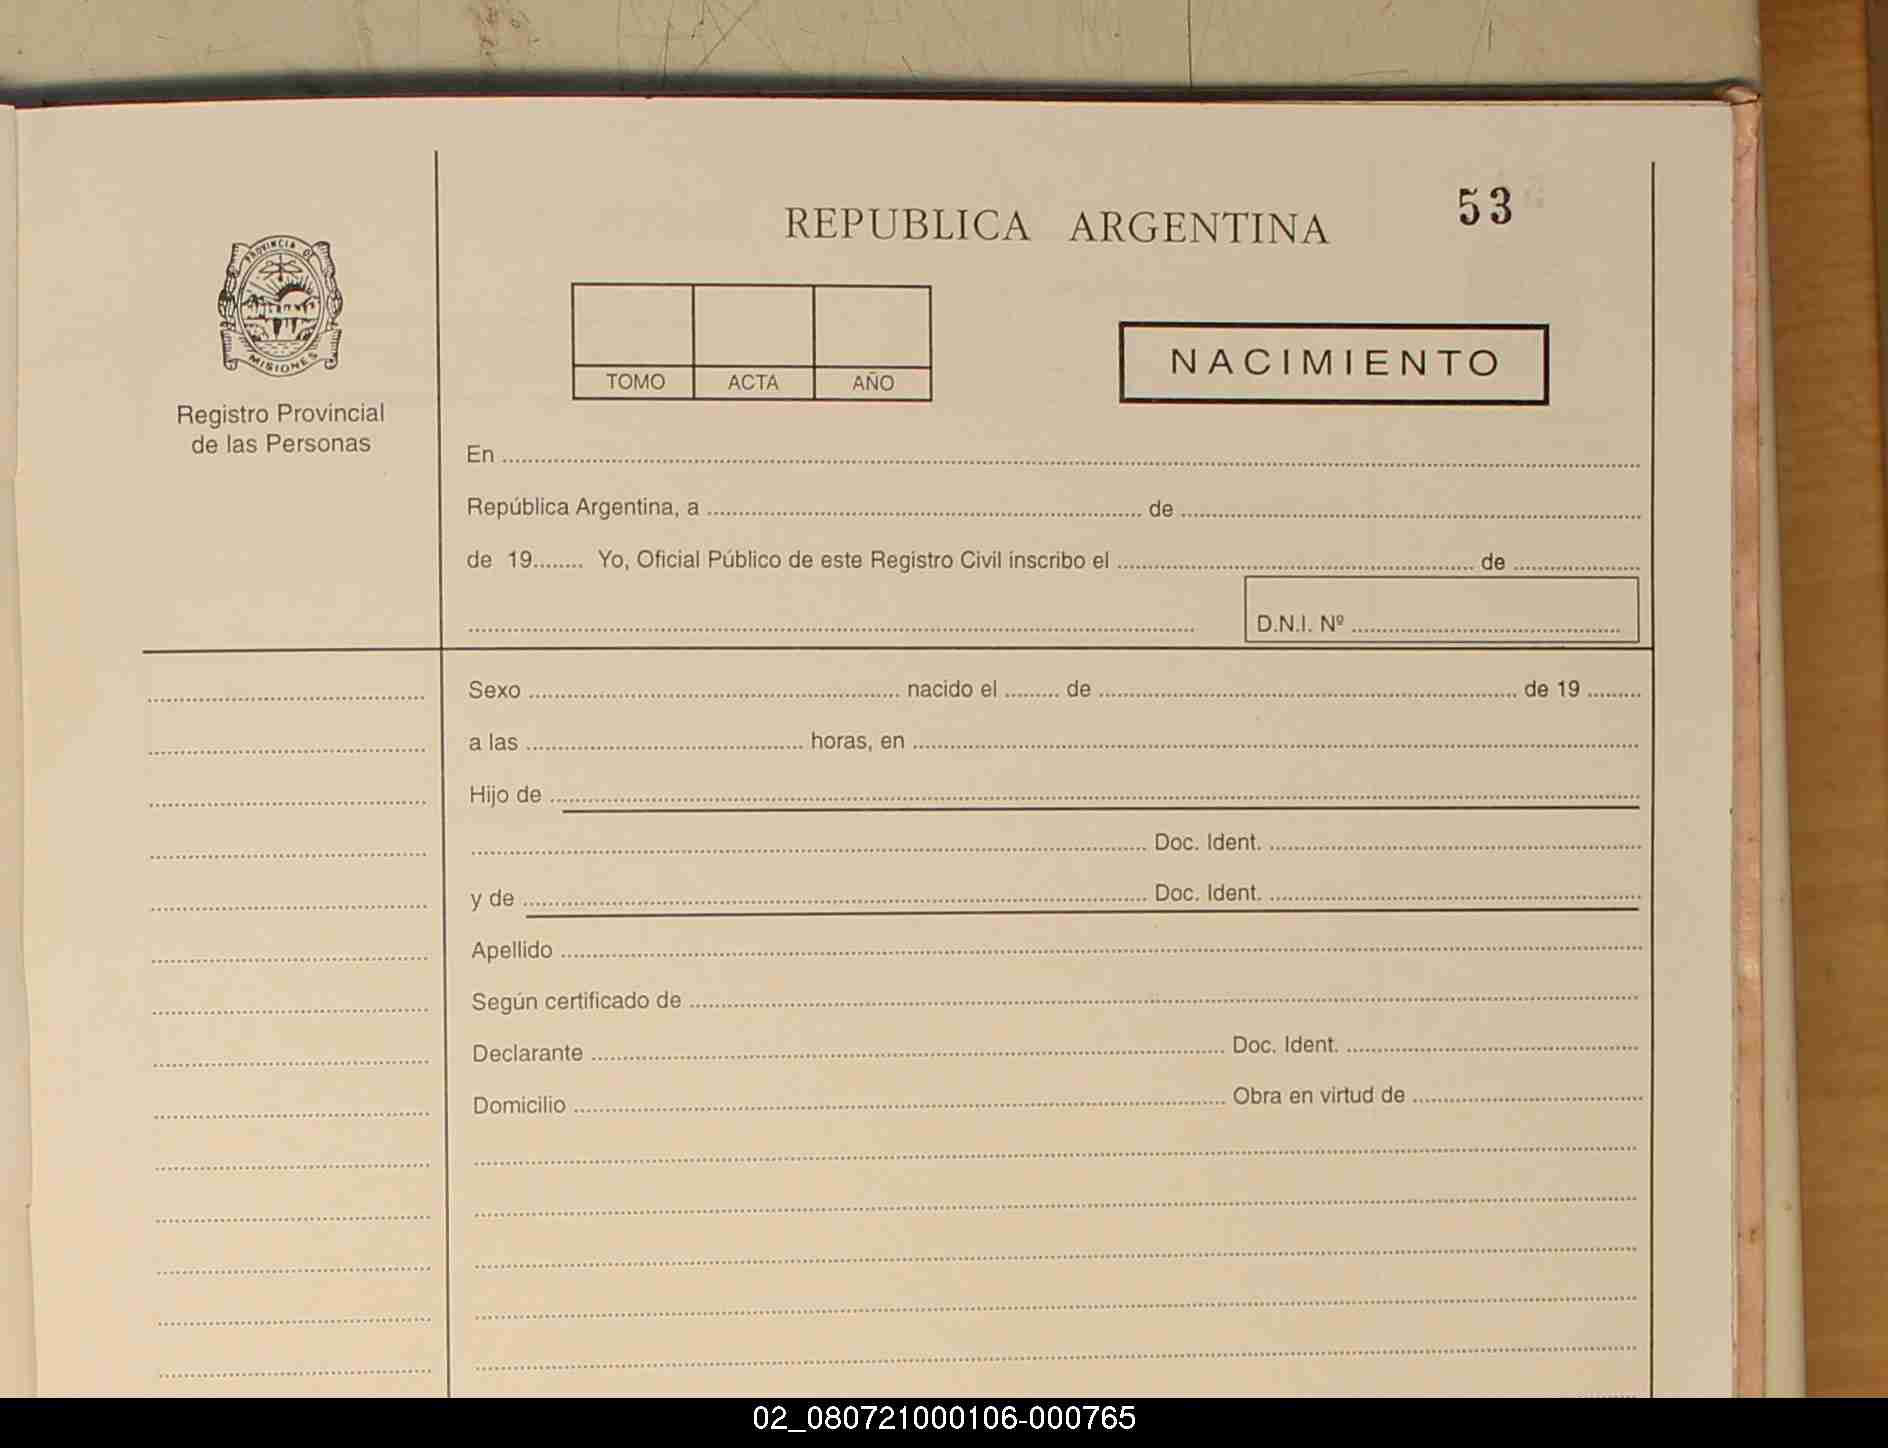 53
REPUBLICA ARGENTINA
PROVINCIA DE
MISIONES
Registro Provincial
de las Personas
TOMO ACTA AÑO
NACIMIENTO
En
República Argentina, a de
de 19 Yo, Oficial Público de este Registro Civil inscribo el de
D.N.I. Nº
Sexo nacido el de de 19
a las horas, en
Hijo de
Doc. Ident.
y de Doc. Ident.
Apellido
Según certificado de
Declarante Doc. Ident.
Domicilio Obra en virtud de
02_080721000106-000765